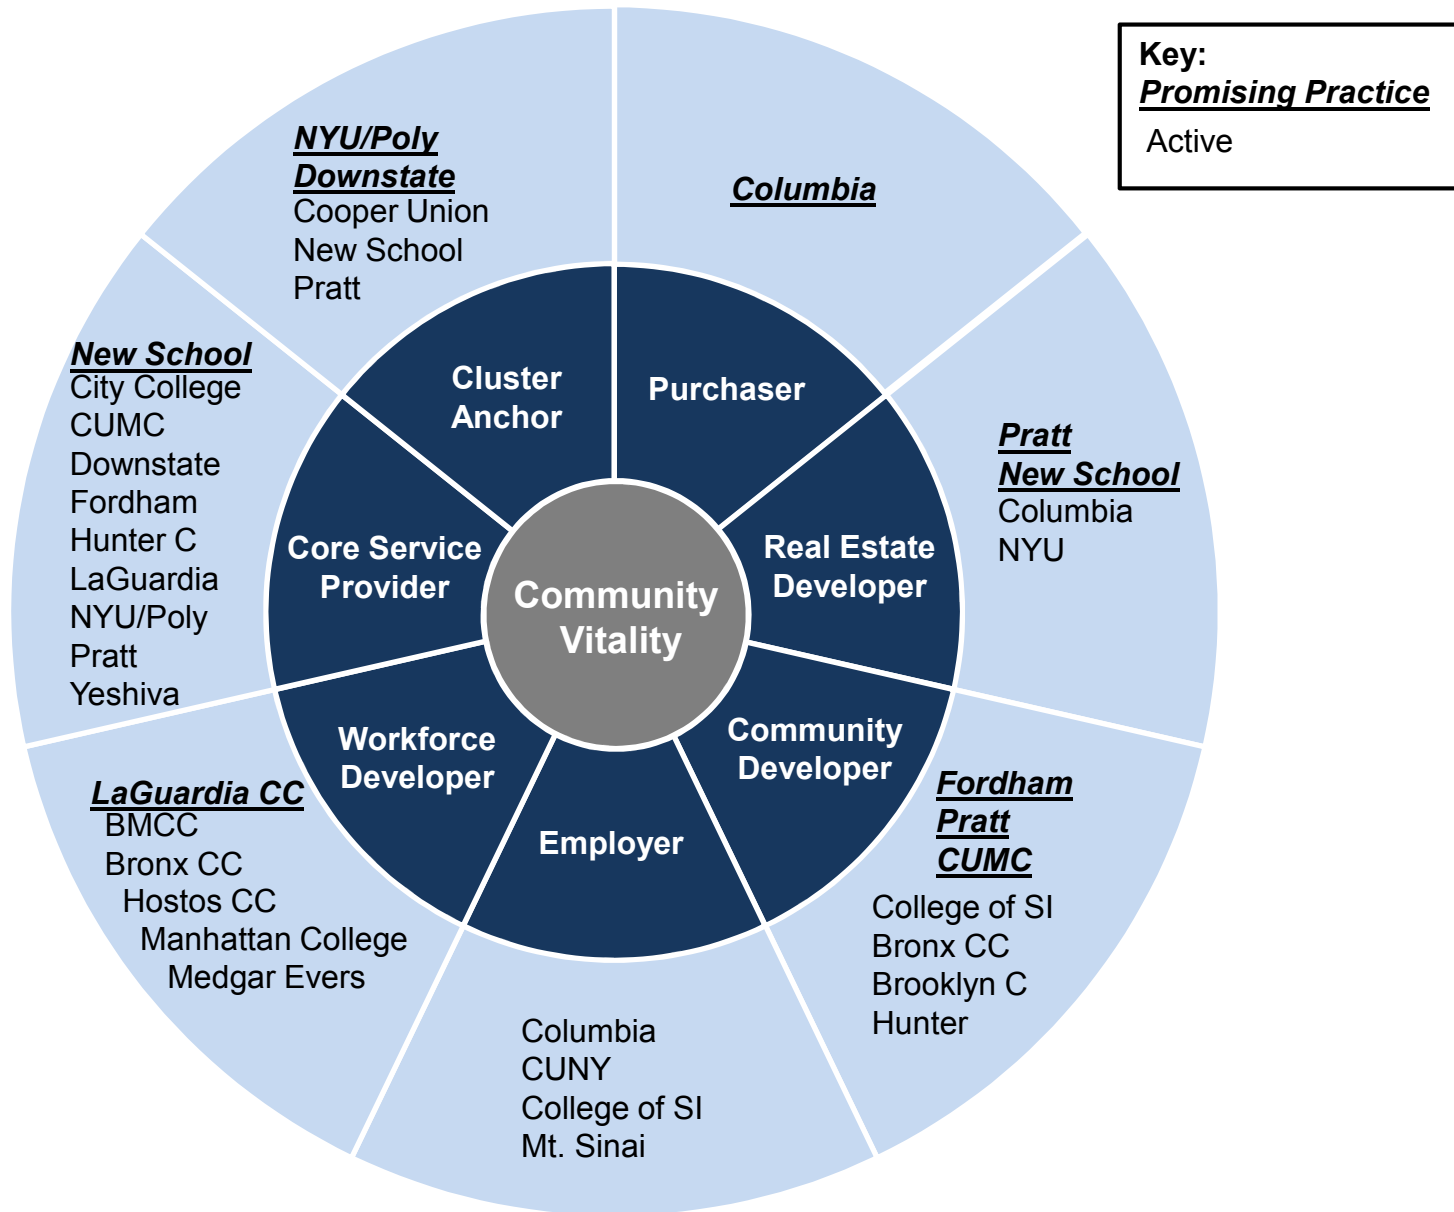 Key:
Promising Practice
Active
NYU/Poly
Downstate
Cooper Union
New School
Pratt
Columbia
New School
City College
CUMC
Downstate
Fordham
Hunter C
LaGuardia
NYU/Poly
Pratt
Yeshiva
Pratt
New School
Columbia
NYU
Cluster
Anchor
Purchaser
Core Service
Provider
Real Estate
Developer
Community
Vitality
Workforce
Developer
Community
Developer
Employer
LaGuardia CC
BMCC
Bronx CC
Hostos CC
Manhattan College
Medgar Evers
Columbia
CUNY
College of SI
Mt. Sinai
Fordham
Pratt
CUMC
College of SI
Bronx CC
Brooklyn C
Hunter